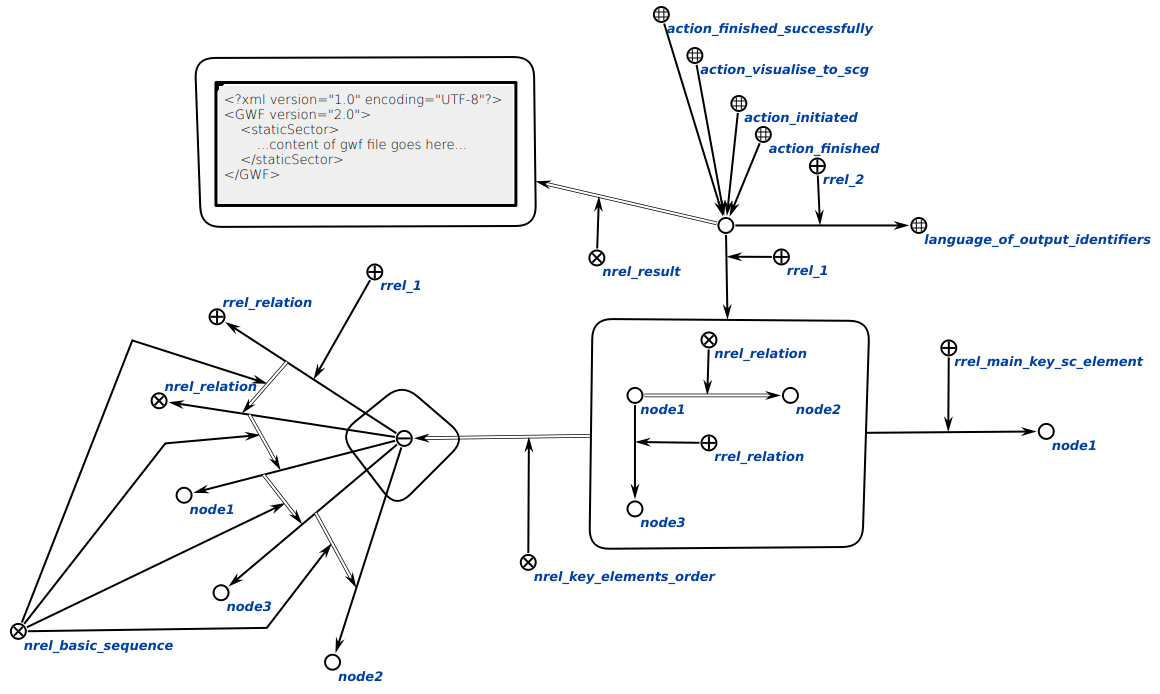 action_finished_successfully
action_visualise_to_scg
<?xml version="1.0" encoding="UTF-8"?>
<GWF version="2.0">
<staticSector>
...content of gwf file goes here...
</staticSector>
</GWF>
action_initiated
action_finished
rrel_2
language_of_output_identifiers
nrel_result
rrel_1
rrel_1
rrel_relation
nrel_relation
rrel_main_key_sc_element
nrel_relation
node1
node2
node1
rrel_relation
node1
node3
nrel_key_elements_order
node3
nrel_basic_sequence
node2